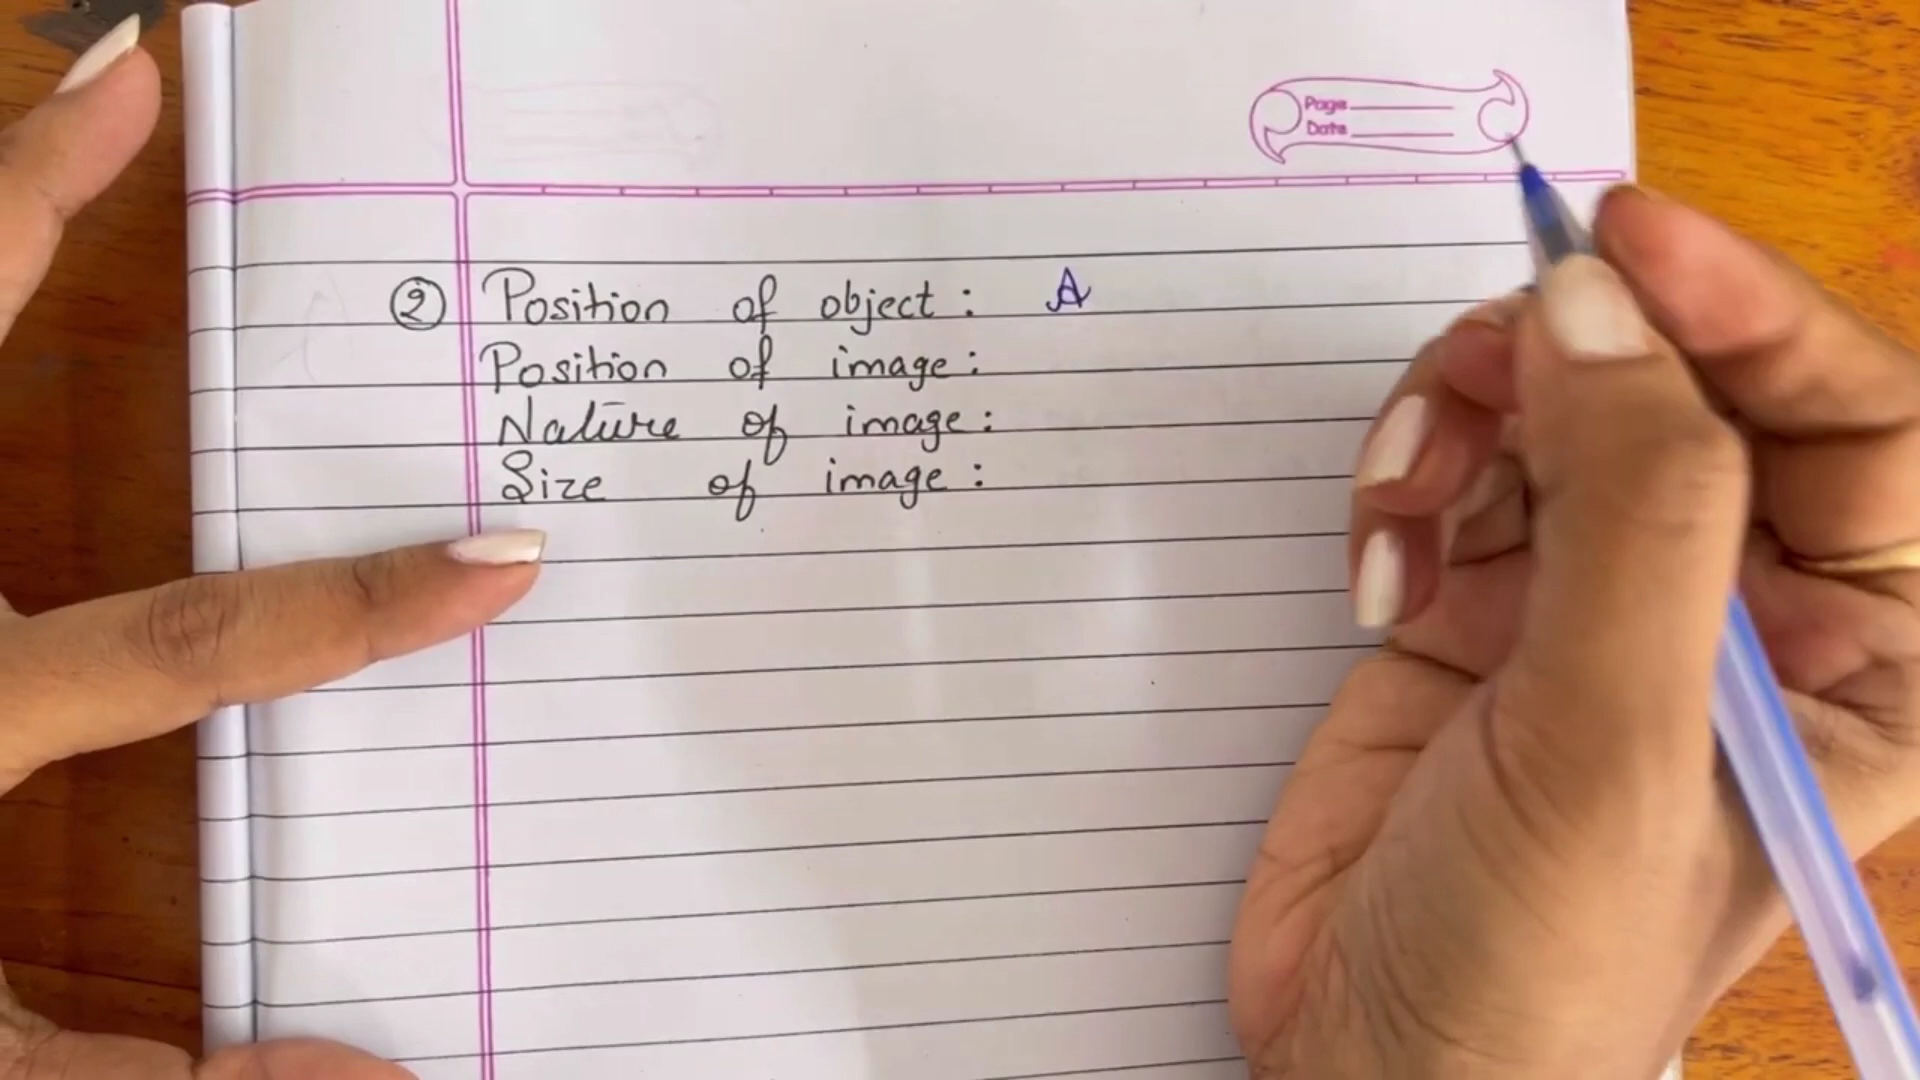 Page
Date
② Position of object : A
Position of image :
Nature of image :
Size of image :